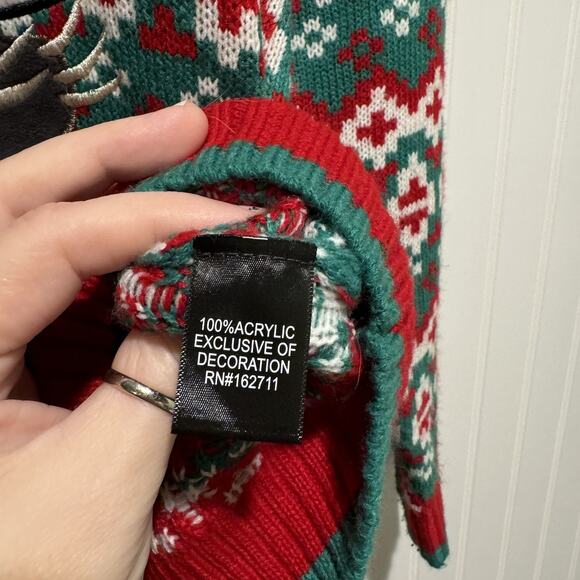 100%ACRYLIC
EXCLUSIVE OF
DECORATION
RN#162711